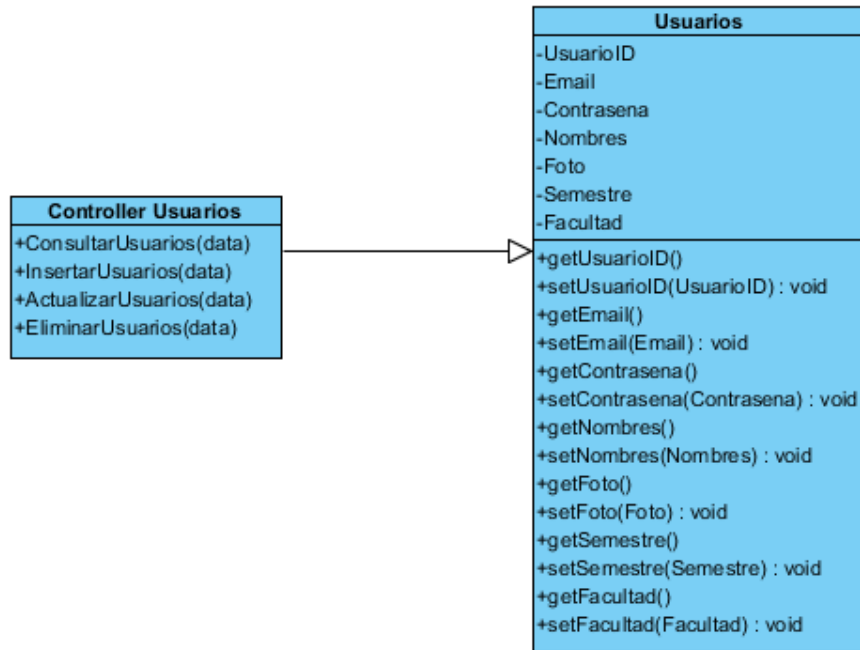 Controller Usuarios
+ConsultarUsuarios(data)
+InsertarUsuarios(data)
+ActualizarUsuarios(data)
+EliminarUsuarios(data)
Usuarios
-UsuarioID
-Email
-Contrasena
-Nombres
-Foto
-Semestre
-Facultad
+getUsuarioID()
+setUsuarioID(UsuarioID) : void
+getEmail()
+setEmail(Email) : void
+getContrasena()
+setContrasena(Contrasena) : void
+getNombres()
+setNombres(Nombres) : void
+getFoto()
+setFoto(Foto) : void
+getSemestre()
+setSemestre(Semestre) : void
+getFacultad()
+setFacultad(Facultad) : void